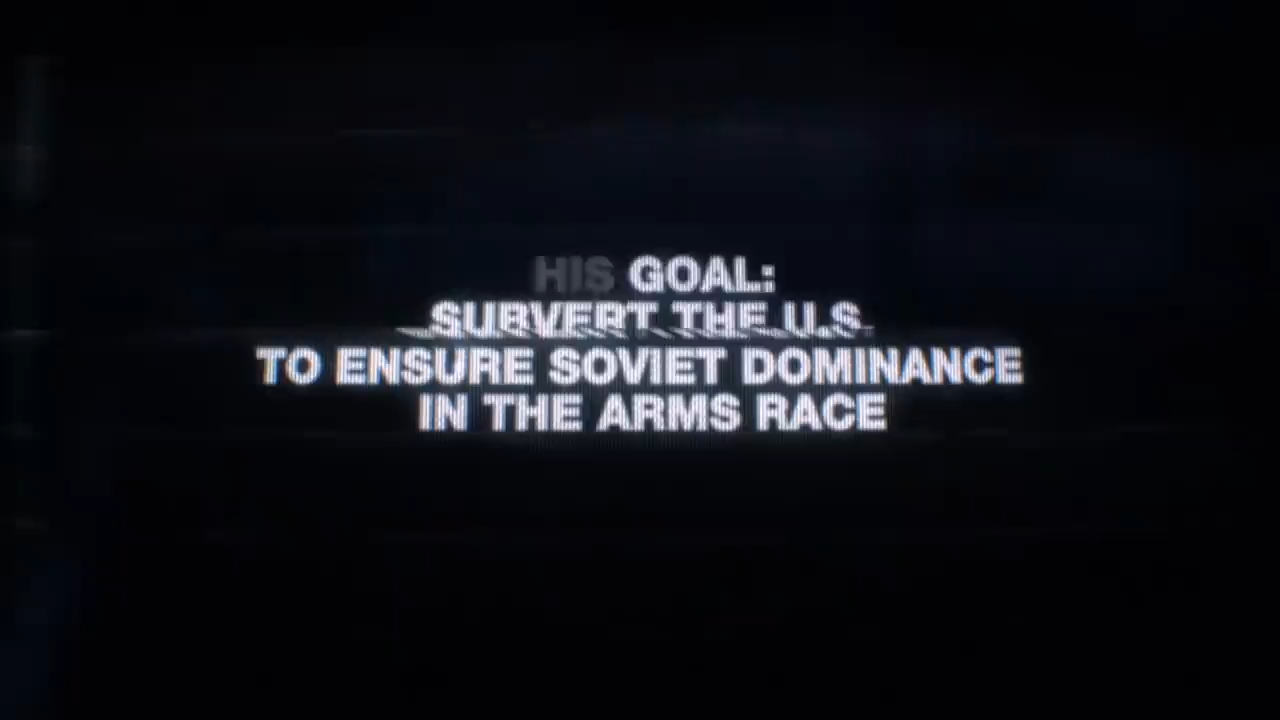 HIS GOAL:
SUBVERT THE U.S.
TO ENSURE SOVIET DOMINANCE
IN THE ARMS RACE